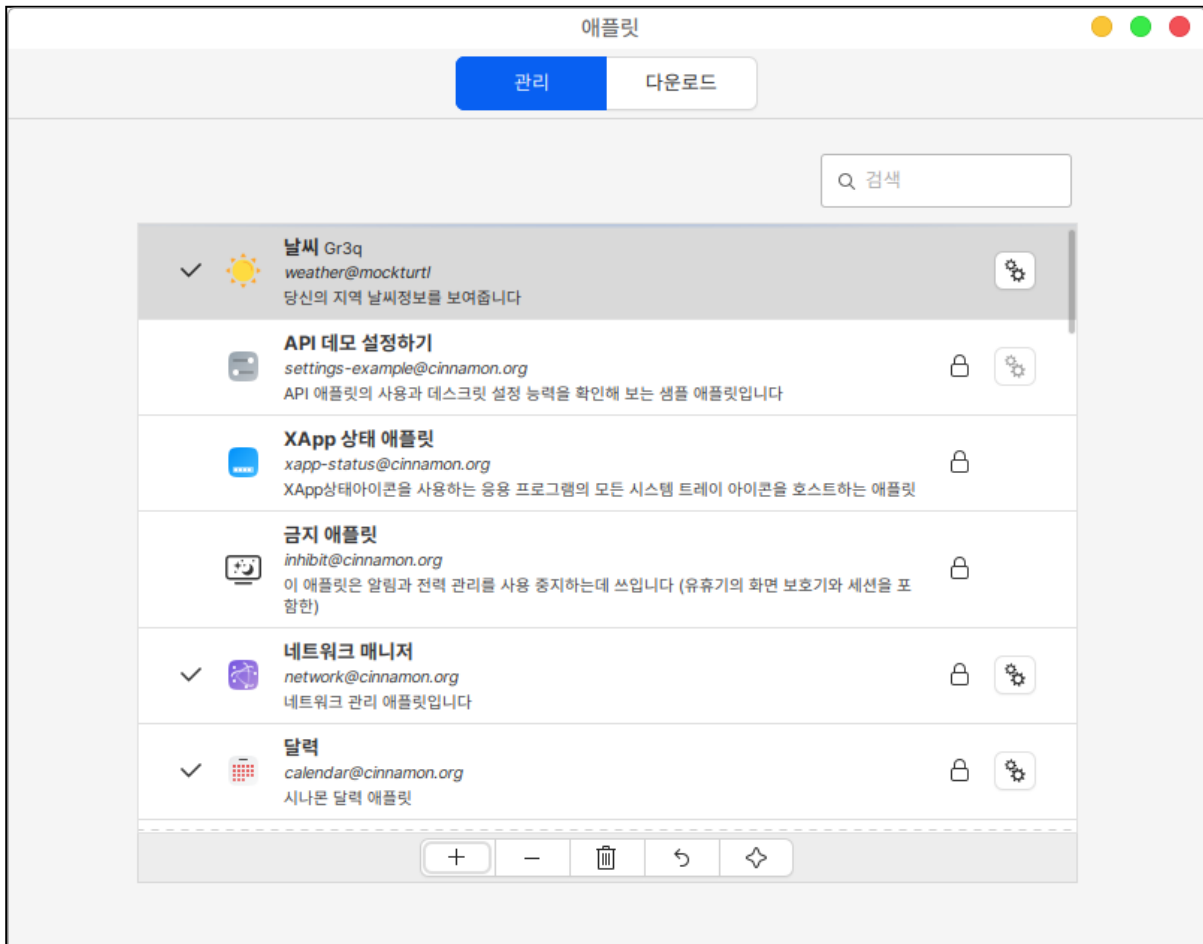 애플릿
관리
다운로드
검색
날씨 Gr3q
weather@mockturtl
당신의 지역 날씨정보를 보여줍니다
API 데모 설정하기
settings-example@cinnamon.org
API 애플릿의 사용과 데스크릿 설정 능력을 확인해 보는 샘플 애플릿입니다
XApp 상태 애플릿
xapp-status@cinnamon.org
XApp상태아이콘을 사용하는 응용 프로그램의 모든 시스템 트레이 아이콘을 호스트하는 애플릿
금지 애플릿
inhibit@cinnamon.org
이 애플릿은 알림과 전력 관리를 사용 중지하는데 쓰입니다 (유휴기의 화면 보호기와 세션을 포
함한)
네트워크 매니저
network@cinnamon.org
네트워크 관리 애플릿입니다
달력
calendar@cinnamon.org
시나몬 달력 애플릿